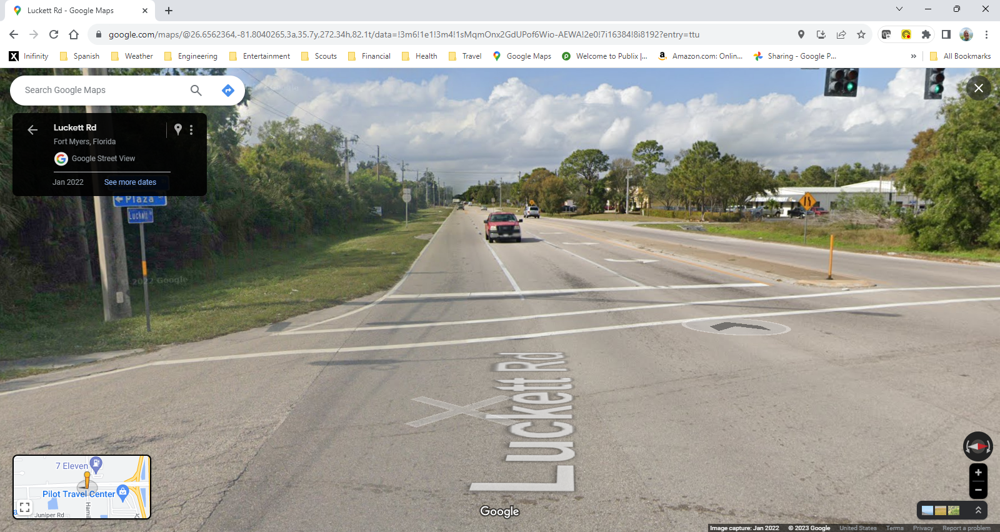 Luckett Rd - Google Maps
google.com/maps/@26.6562364,-81.8040265,3a,35.7y,272.34h,82.1t/data=!3m6!1e1!3m4!1sMqmOnx2GdUPof6Wio-AEWA!2e0!7i16384!8i8192?entry=ttu
X Inifinity Spanish Weather Engineering Entertainment Scouts Financial Health Travel Google Maps Welcome to Publix |... Amazon.com: Onlin... Sharing - Google P... » All Bookmarks
Search Google Maps
Luckett Rd
Fort Myers, Florida
Google Street View
Jan 2022 See more dates
Plaza
Luckett
© 2022 Google
Luckett Rd
7 Eleven
Pilot Travel Center
Juniper Rd
Hamil
Google
Image capture: Jan 2022 © 2023 Google United States Terms Privacy Report a problem